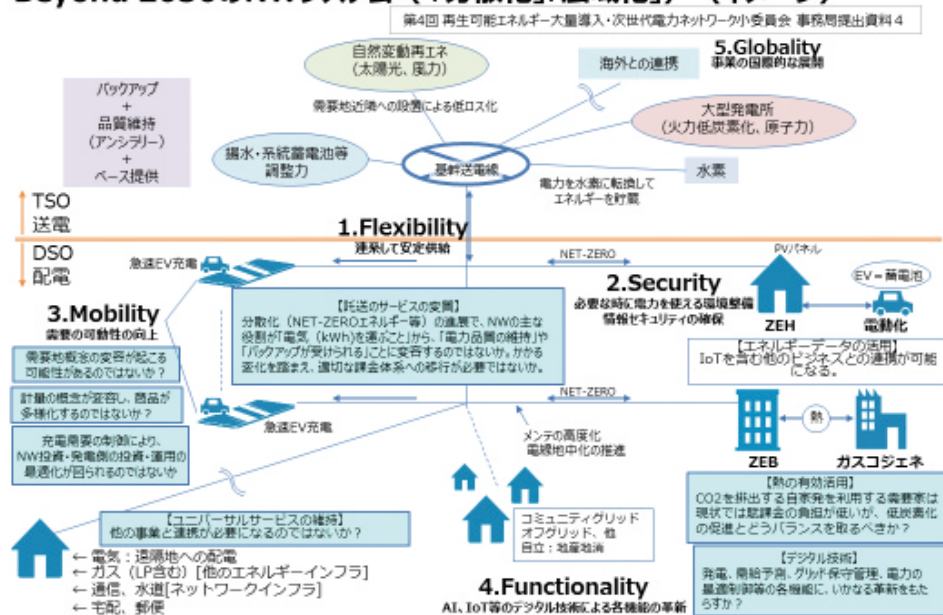 第4回 再生可能エネルギー大量導入・次世代電力ネットワーク小委員会 事務局提出資料４
自然変動再エネ
(太陽光、風力)
海外との連携
5.Globality
事業の国際的な展開
バックアップ
+
品質維持
(アンシラリー)
+
ベース提供
需要地近隣への設置による低ロス化
大型発電所
(火力低炭素化、原子力)
揚水・系統蓄電池等
調整力
基幹送電線
水素
電力を水素に転換して
エネルギーを貯蔵
TSO
送電
1.Flexibility
連系して安定供給
DSO
配電
急速EV充電
NET-ZERO
PVパネル
2.Security
必要な時に電力を使える環境整備
情報セキュリティの確保
EV＝蓄電池
ZEH
電動化
3.Mobility
需要の可動性の向上
【託送のサービスの変質】
分散化（NET-ZEROエネルギー等）の進展で、NWの主な
役割が「電気（kWh)を運ぶこと」から、「電力品質の維持」や
「バックアップが受けられる」ことに変容するのではないか。かかる
変化を踏まえ、適切な課金体系への移行が必要ではないか。
【エネルギーデータの活用】
IoTを含む他のビジネスとの連携が可能
になる。
需要地概念の変容が起こる
可能性があるのではないか？
計量の概念が変容し、商品が
多様化するのではないか？
充電需要の制御により、
NW投資・発電側の投資・運用の
最適化が図られるのではないか
急速EV充電
NET-ZERO
メンテの高度化
電線地中化の推進
熱
ZEB
ガスコジェネ
【熱の有効活用】
CO2を排出する自家発を利用する需要家は
現状では賦課金の負担が低いが、低炭素化
の促進とどうバランスを取るべきか？
【ユニバーサルサービスの維持】
他の事業と連携が必要になるのではないか？
コミュニティグリッド
オフグリッド、他
自立：地産地消
← 電気：遠隔地への配電
← ガス（LP含む）[他のエネルギーインフラ]
← 通信、水道[ネットワークインフラ]
← 宅配、郵便
4.Functionality
AI、IoT等のデジタル技術による各機能の革新
【デジタル技術】
発電、需給予測、グリッド保守管理、電力の
最適制御等の各機能に、いかなる革新をもた
らすか？